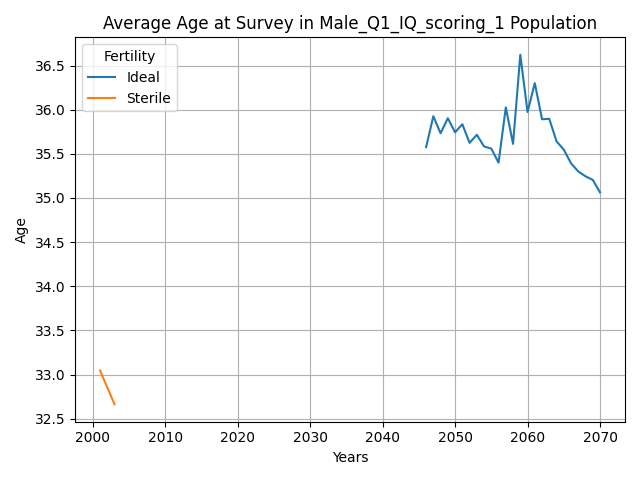 Average Age at Survey in Male_Q1_IQ_scoring_1 Population
Fertility
Ideal
Sterile
Age
36.5
36.0
35.5
35.0
34.5
34.0
33.5
33.0
32.5
2000 2010 2020 2030 2040 2050 2060 2070
Years